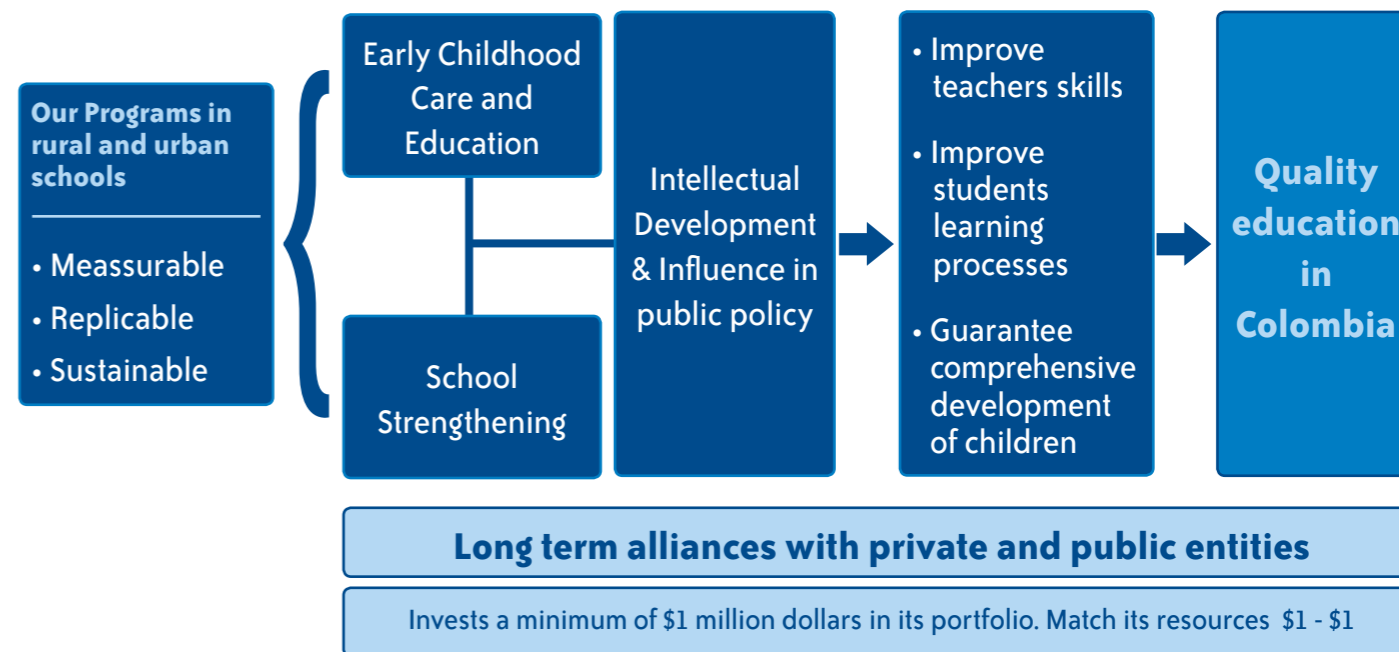 Our Programs in
rural and urban
schools
• Meassurable
• Replicable
• Sustainable
Early Childhood
Care and
Education
School
Strengthening
Intellectual
Development
& Influence in
public policy
• Improve
teachers skills
• Improve
students
learning
processes
• Guarantee
comprehensive
development
of children
Quality
education
in
Colombia
Long term alliances with private and public entities
Invests a minimum of $1 million dollars in its portfolio. Match its resources $1 - $1